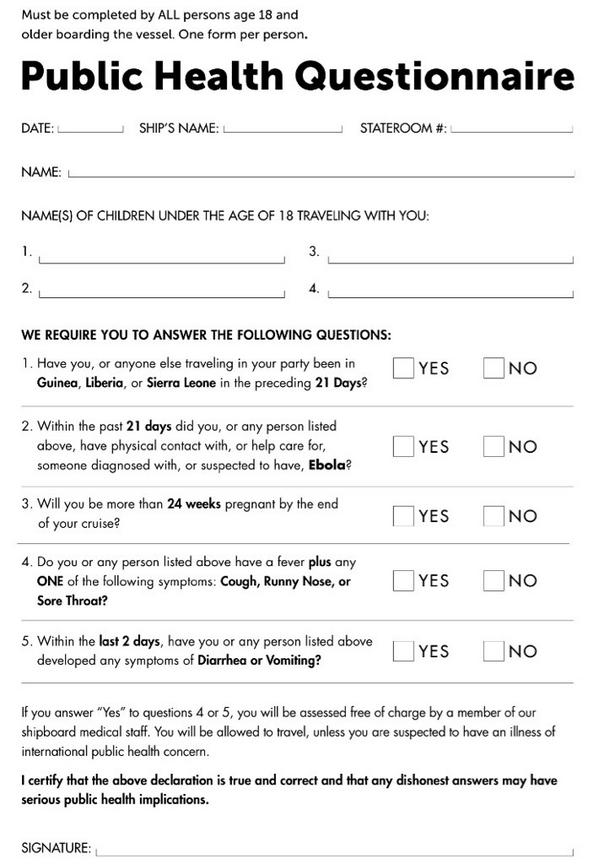 Must be completed by ALL persons age 18 and
older boarding the vessel. One form per person.
Public Health Questionnaire
DATE: SHIP'S NAME: STATEROOM #:
NAME:
NAME(S) OF CHILDREN UNDER THE AGE OF 18 TRAVELING WITH YOU:
1. 3.
2. 4.
WE REQUIRE YOU TO ANSWER THE FOLLOWING QUESTIONS:
1. Have you, or anyone else traveling in your party been in
Guinea, Liberia, or Sierra Leone in the preceding 21 Days?
YES NO
2. Within the past 21 days did you, or any person listed
above, have physical contact with, or help care for,
someone diagnosed with, or suspected to have, Ebola?
YES NO
3. Will you be more than 24 weeks pregnant by the end
of your cruise?
YES NO
4. Do you or any person listed above have a fever plus any
ONE of the following symptoms: Cough, Runny Nose, or
Sore Throat?
YES NO
5. Within the last 2 days, have you or any person listed above
developed any symptoms of Diarrhea or Vomiting?
YES NO
If you answer “Yes” to questions 4 or 5, you will be assessed free of charge by a member of our
shipboard medical staff. You will be allowed to travel, unless you are suspected to have an illness of
international public health concern.
I certify that the above declaration is true and correct and that any dishonest answers may have
serious public health implications.
SIGNATURE: